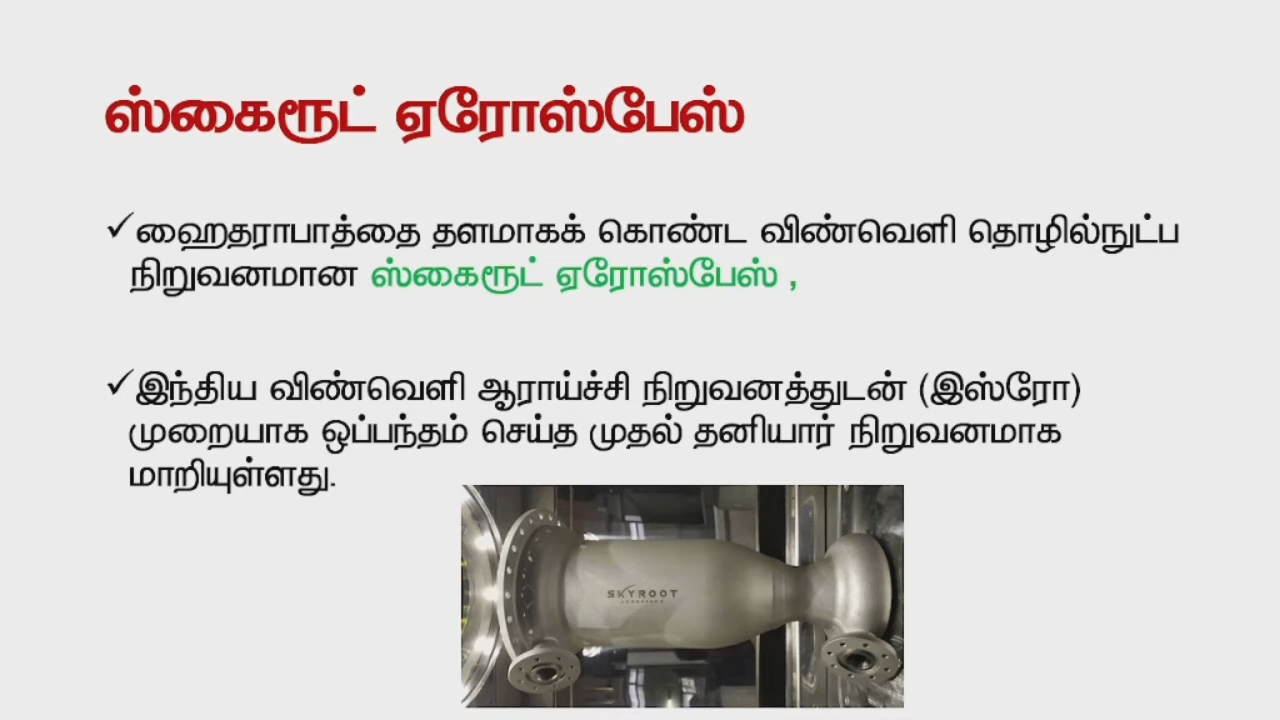 ஸ்கைரூட் ஏரோஸ்பேஸ்
✓ஹைதராபாத்தை தளமாகக் கொண்ட விண்வெளி தொழில்நுட்ப
நிறுவனமான ஸ்கைரூட் ஏரோஸ்பேஸ் ,
✓இந்திய விண்வெளி ஆராய்ச்சி நிறுவனத்துடன் (இஸ்ரோ)
முறையாக ஒப்பந்தம் செய்த முதல் தனியார் நிறுவனமாக
மாறியுள்ளது.
SKYROOT